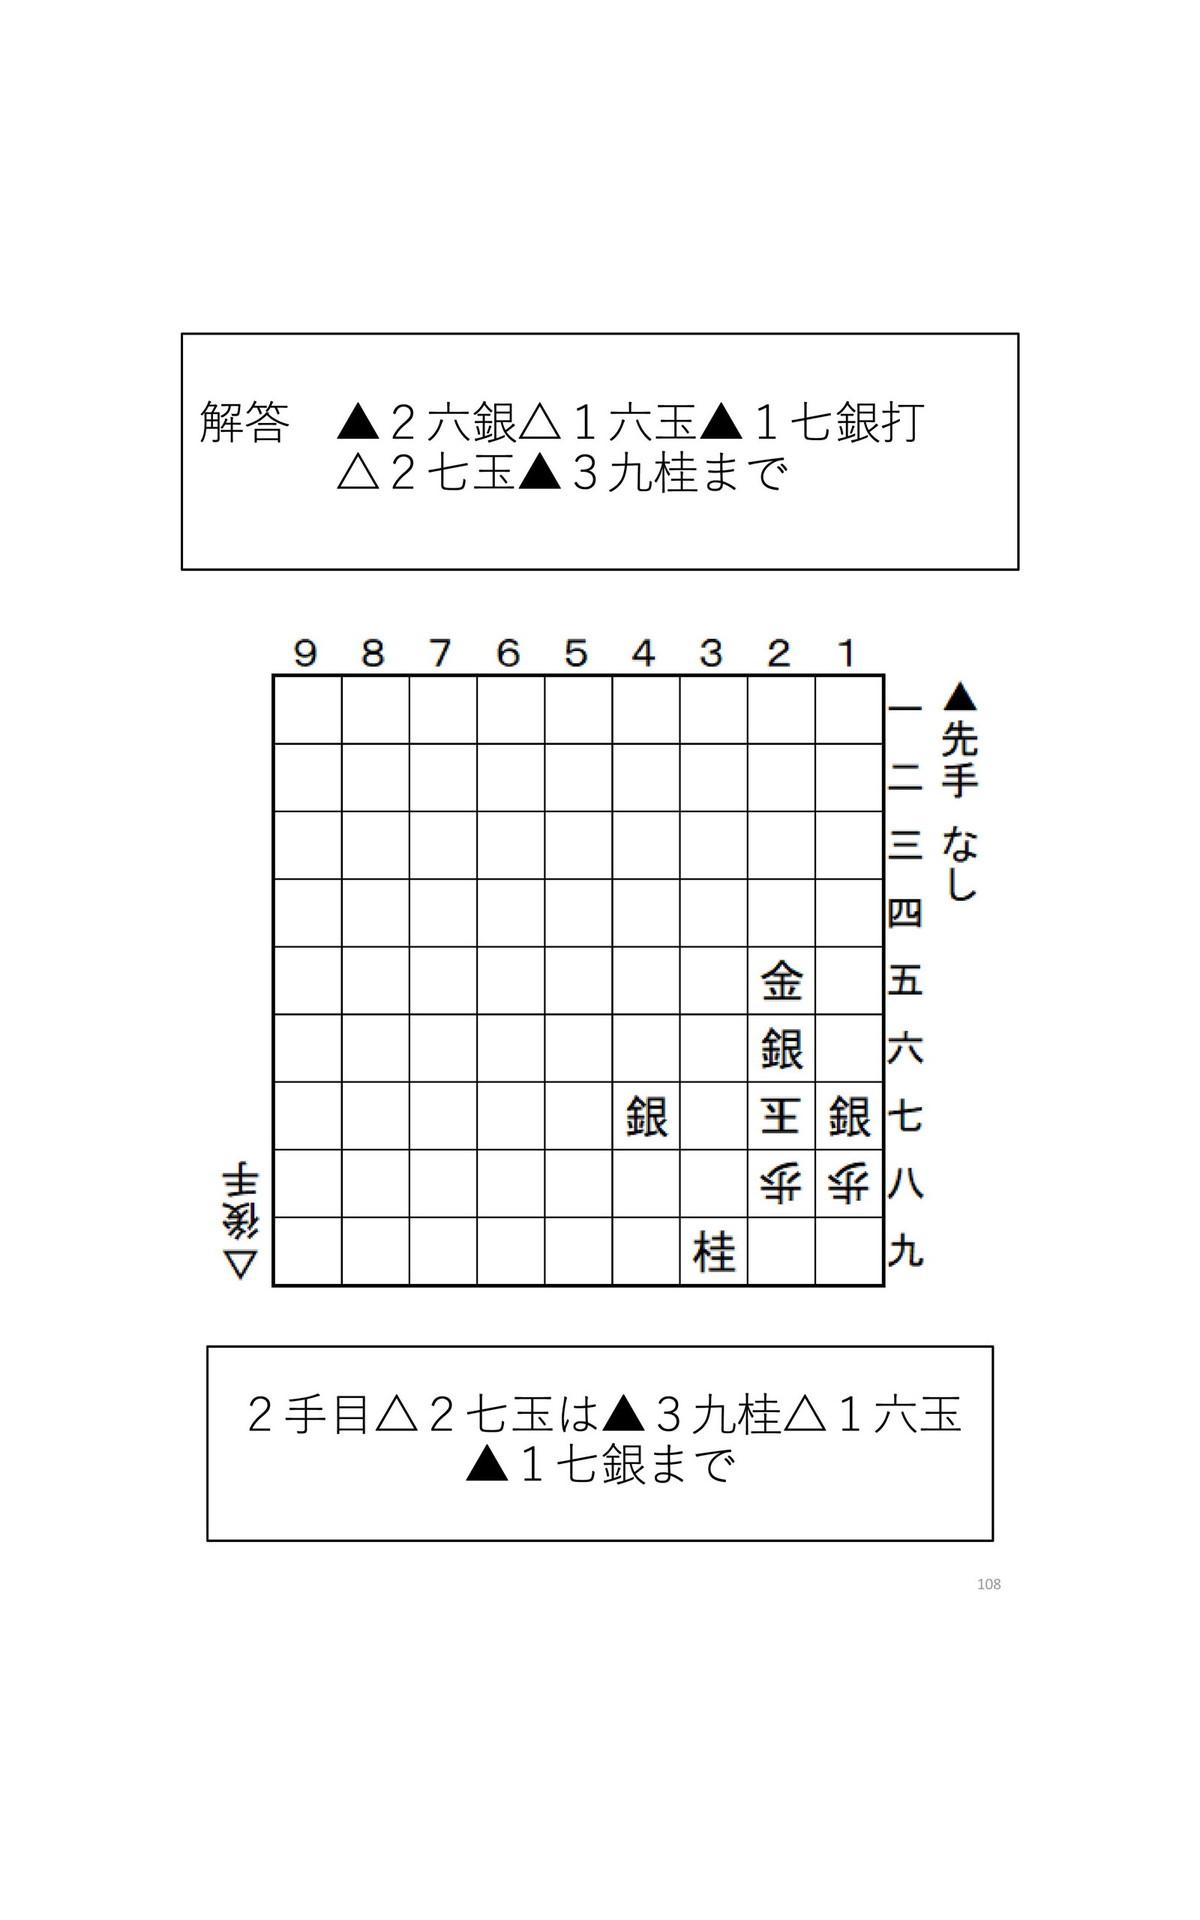 解答　▲２六銀△１六玉▲１七銀打
△２七玉▲３九桂まで
9 8 7 6 5 4 3 2 1
一
二
三
四
金 五
銀 六
銀 王 銀 七
歩 歩 八
桂 九
▲先手 なし
△後手
２手目△２七玉は▲３九桂△１六玉
▲１七銀まで
108